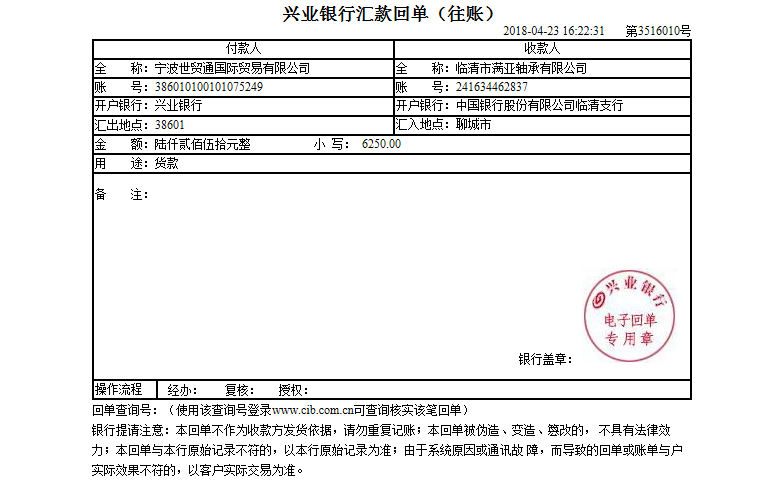 兴业银行汇款回单（往账）
2018-04-23 16:22:31 第3516010号
付款人 收款人
全 称：宁波世贸通国际贸易有限公司 全 称：临清市满亚轴承有限公司
账 号：386010100101075249 账 号：241634462837
开户银行：兴业银行 开户银行：中国银行股份有限公司临清支行
汇出地点：38601 汇入地点：聊城市
金 额：陆仟贰佰伍拾元整 小 写： 6250.00
用 途：货款
备 注：
兴业银行
电子回单
专用章
银行盖章：
操作流程 经办： 复核： 授权：
回单查询号：（使用该查询号登录www.cib.com.cn可查询核实该笔回单）
银行提请注意：本回单不作为收款方发货依据，请勿重复记账；本回单被伪造、变造、篡改的， 不具有法律效
力；本回单与本行原始记录不符的，以本行原始记录为准；由于系统原因或通讯故 障，而导致的回单或账单与户
实际效果不符的，以客户实际交易为准。